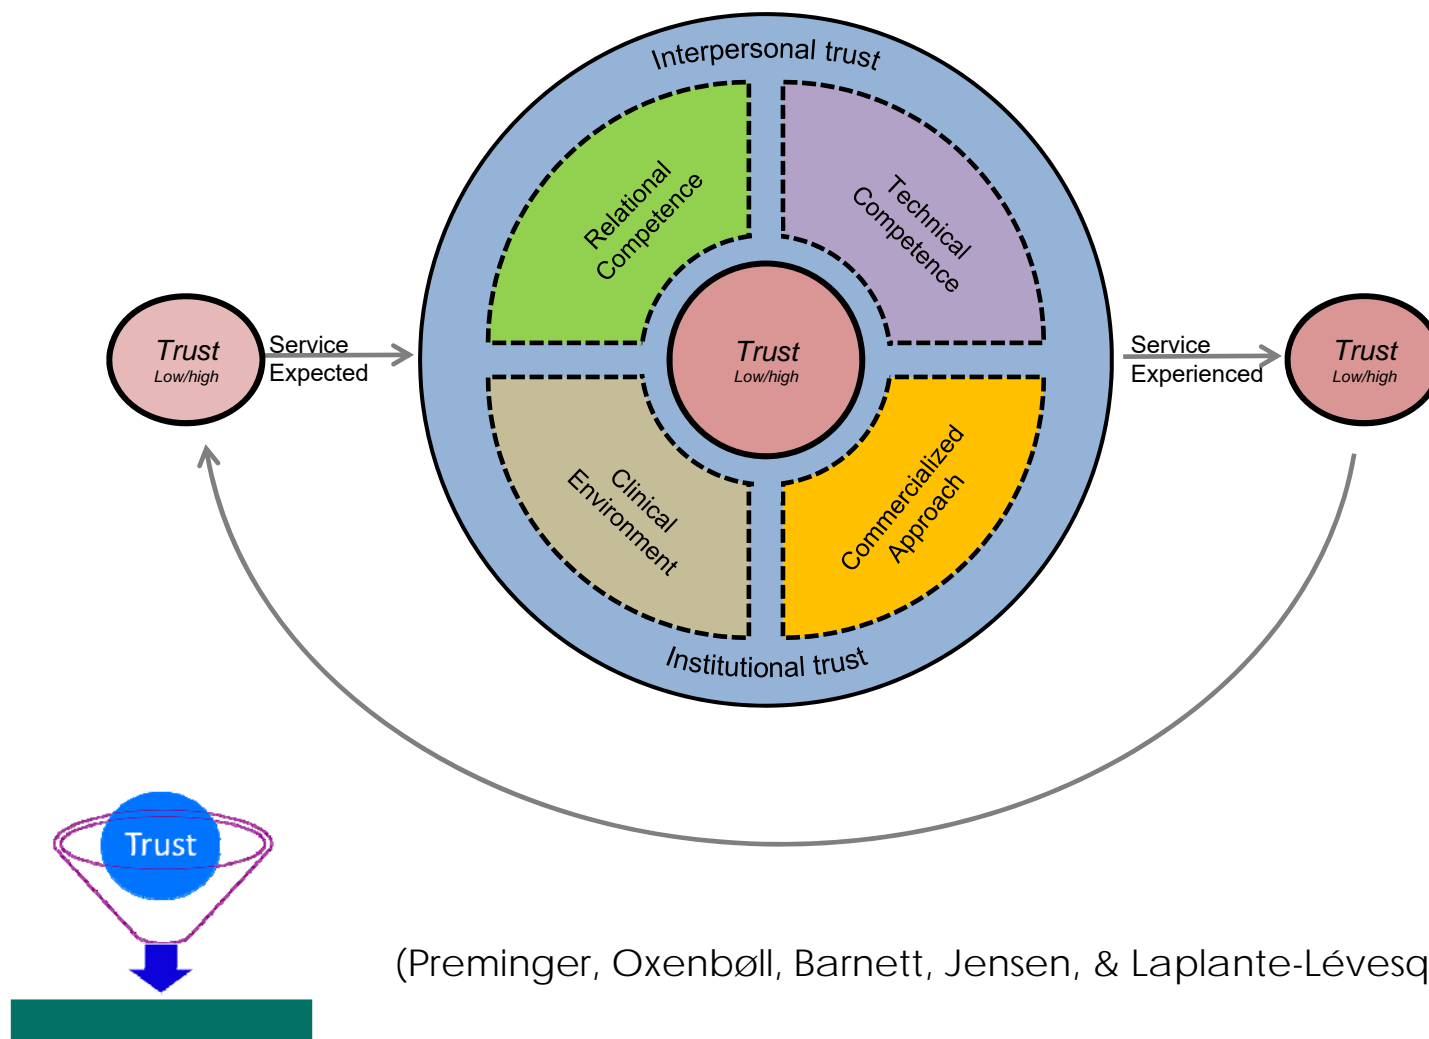 Interpersonal trust
Relational
Competence
Technical
Competence
Trust
Low/high
Service
Expected
Trust
Low/high
Service
Experienced
Trust
Low/high
Clinical
Environment
Commercialized
Approach
Institutional trust
Trust
(Preminger, Oxenbøll, Barnett, Jensen, & Laplante-Lévesq